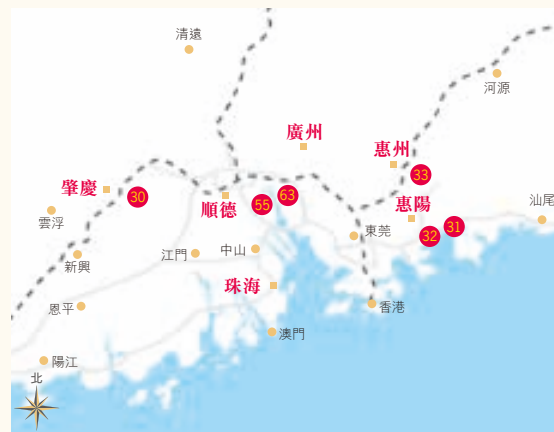 清遠
河源
廣州
惠州
33
肇慶
30
順德
55
63
惠陽
汕尾
雲浮
32
31
東莞
中山
江門
新興
珠海
恩平
香港
澳門
陽江
北